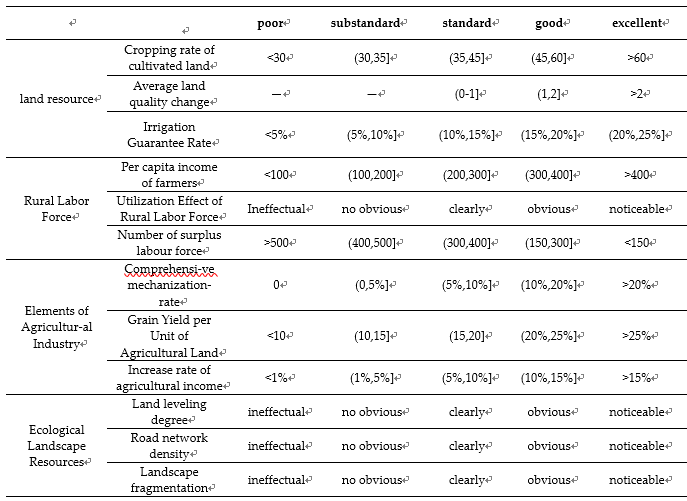 poor substandard standard good excellent
land resource
Cropping rate of
cultivated land
<30 (30,35] (35,45] (45,60] >60
Average land
quality change
— — (0-1] (1,2] >2
Irrigation
Guarantee Rate
<5% (5%,10%] (10%,15%] (15%,20%] (20%,25%]
Rural Labor
Force
Per capita income
of farmers
<100 (100,200] (200,300] (300,400] >400
Utilization Effect of
Rural Labor Force
Ineffectual no obvious clearly obvious noticeable
Number of surplus
labour force
>500 (400,500] (300,400] (150,300] <150
Elements of
Agricultur-al
Industry
Comprehensi-ve
mechanization-
rate
0 (0,5%] (5%,10%] (10%,20%] >20%
Grain Yield per
Unit of
Agricultural Land
<10 (10,15] (15,20] (20%,25%] >25%
Increase rate of
agricultural income
<1% (1%,5%] (5%,10%] (10%,15%] >15%
Ecological
Landscape
Resources
Land leveling
degree
ineffectual no obvious clearly obvious noticeable
Road network
density
ineffectual no obvious clearly obvious noticeable
Landscape
fragmentation
ineffectual no obvious clearly obvious noticeable